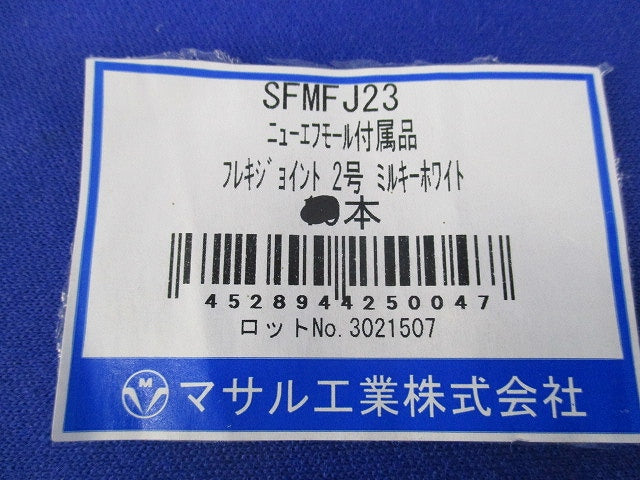 SFMFJ23
ﾆｭｰｴﾌﾓｰﾙ付属品
ﾌﾚｷｼﾞｮｲﾝﾄ 2号 ﾐﾙｷｰﾎﾜｲﾄ
本
4528944250047
ロットNo.3021507
M マサル工業株式会社